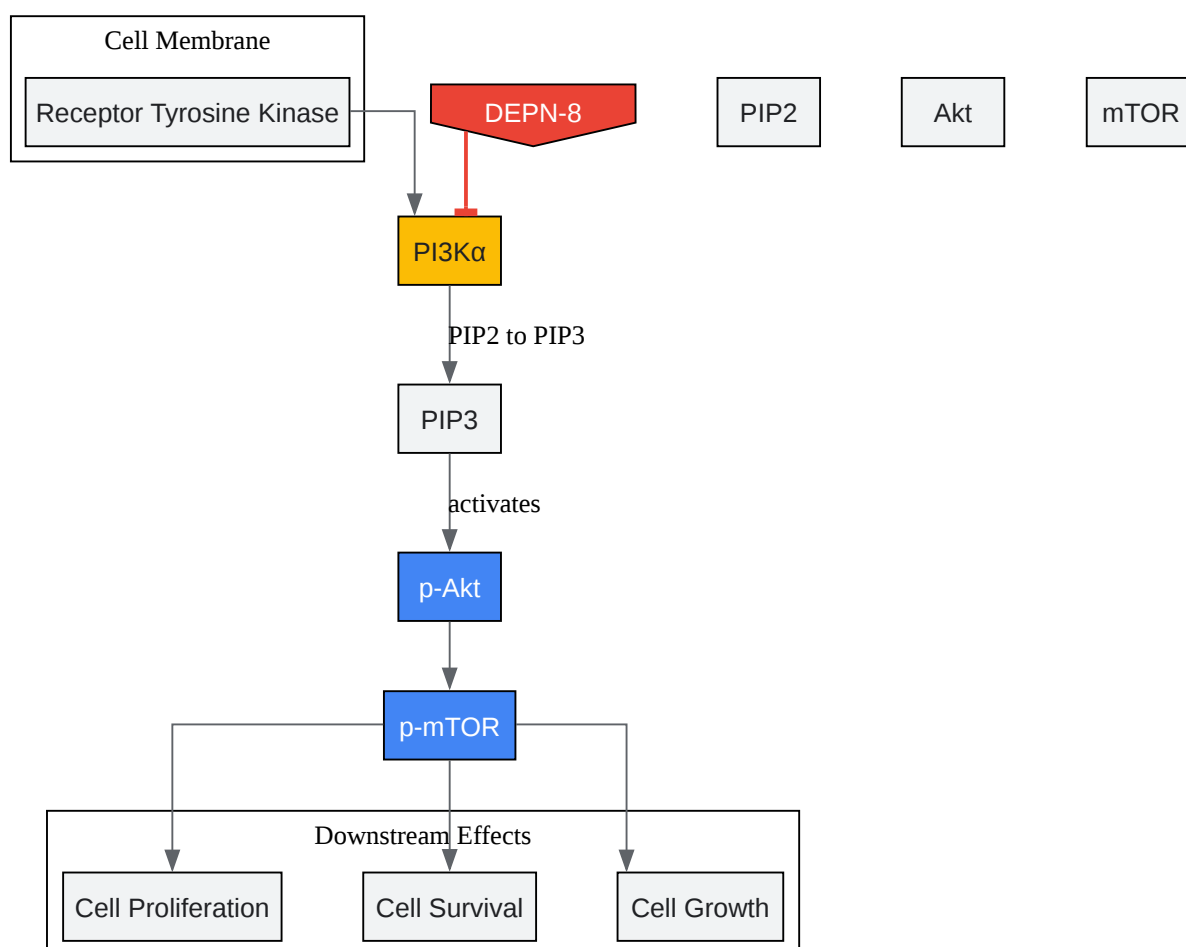 Cell Membrane
Receptor Tyrosine Kinase
DEPN-8
PIP2
Akt
mTOR
PI3Kα
PIP2 to PIP3
PIP3
activates
p-Akt
p-mTOR
Downstream Effects
Cell Proliferation
Cell Survival
Cell Growth